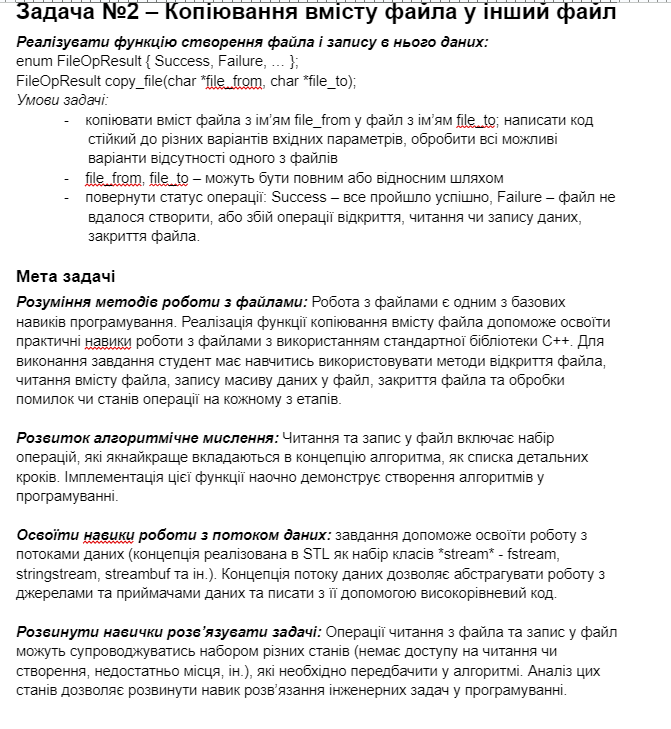 Задача №2 – Копіювання вмісту файла у інший файл
Реалізувати функцію створення файла і запису в нього даних:
enum FileOpResult { Success, Failure, … };
FileOpResult copy_file(char *file_from, char *file_to);
Умови задачі:
- копіювати вміст файла з ім’ям file_from у файл з ім’ям file_to; написати код
стійкий до різних варіантів вхідних параметрів, обробити всі можливі
варіанти відсутності одного з файлів
- file_from, file_to – можуть бути повним або відносним шляхом
- повернути статус операції: Success – все пройшло успішно, Failure – файл не
вдалося створити, або збій операції відкриття, читання чи запису даних,
закриття файла.
Мета задачі
Розуміння методів роботи з файлами: Робота з файлами є одним з базових
навиків програмування. Реалізація функції копіювання вмісту файла допоможе освоїти
практичні навики роботи з файлами з використанням стандартної бібліотеки C++. Для
виконання завдання студент має навчитись використовувати методи відкриття файла,
читання вмісту файла, запису масиву даних у файл, закриття файла та обробки
помилок чи станів операції на кожному з етапів.
Розвиток алгоритмічне мислення: Читання та запис у файл включає набір
операцій, які якнайкраще вкладаються в концепцію алгоритма, як списка детальних
кроків. Імплементація цієї функції наочно демонструє створення алгоритмів у
програмуванні.
Освоїти навики роботи з потоком даних: завдання допоможе освоїти роботу з
потоками даних (концепція реалізована в STL як набір класів *stream* - fstream,
stringstream, streambuf та ін.). Концепція потоку даних дозволяє абстрагувати роботу з
джерелами та приймачами даних та писати з її допомогою високорівневий код.
Розвинути навички розв’язувати задачі: Операції читання з файла та запис у файл
можуть супроводжуватись набором різних станів (немає доступу на читання чи
створення, недостатньо місця, ін.), які необхідно передбачити у алгоритмі. Аналіз цих
станів дозволяє розвинути навик розв’язання інженерних задач у програмуванні.